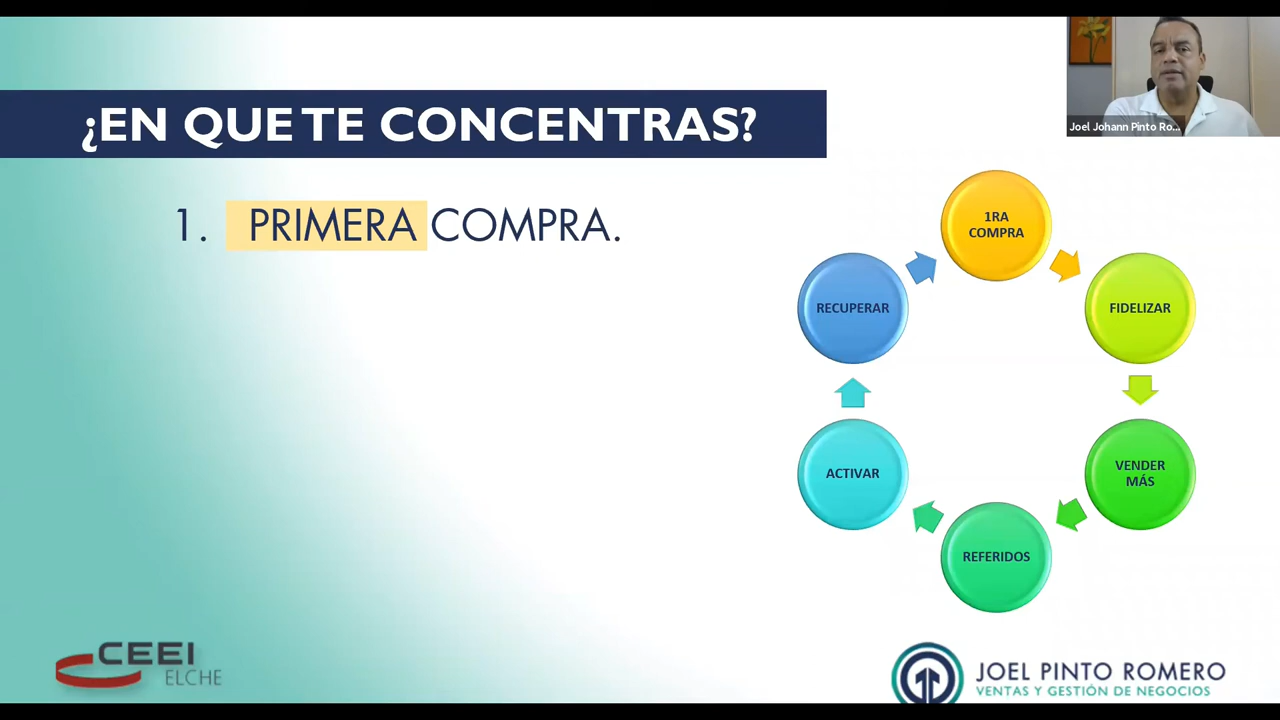 ¿EN QUE TE CONCENTRAS?
Joel Johann Pinto Ro...
1. PRIMERA COMPRA.
1RA
COMPRA
FIDELIZAR
VENDER
MÁS
REFERIDOS
ACTIVAR
RECUPERAR
CEEI
ELCHE
JOEL PINTO ROMERO
VENTAS Y GESTIÓN DE NEGOCIOS